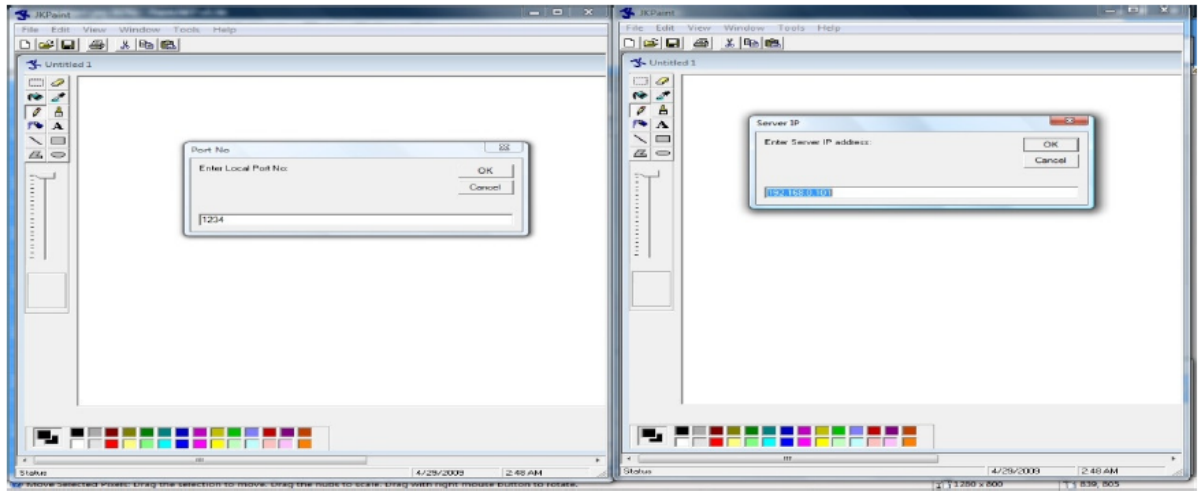 JKPaint
File Edit View Window Tools Help
Untitled 1
A
Port No
Enter Local Port No:
OK
Cancel
1234
Status
4/29/2009
2:48 AM
JKPaint
File Edit View Window Tools Help
Untitled 1
A
Server IP
Enter Server IP address:
OK
Cancel
192.168.0.101
Status
4/29/2009
2:48 AM
Move Selected Pixels: Drag the selection to move. Drag the nubs to scale. Drag with right mouse button to rotate.
1280 x 800
839, 805